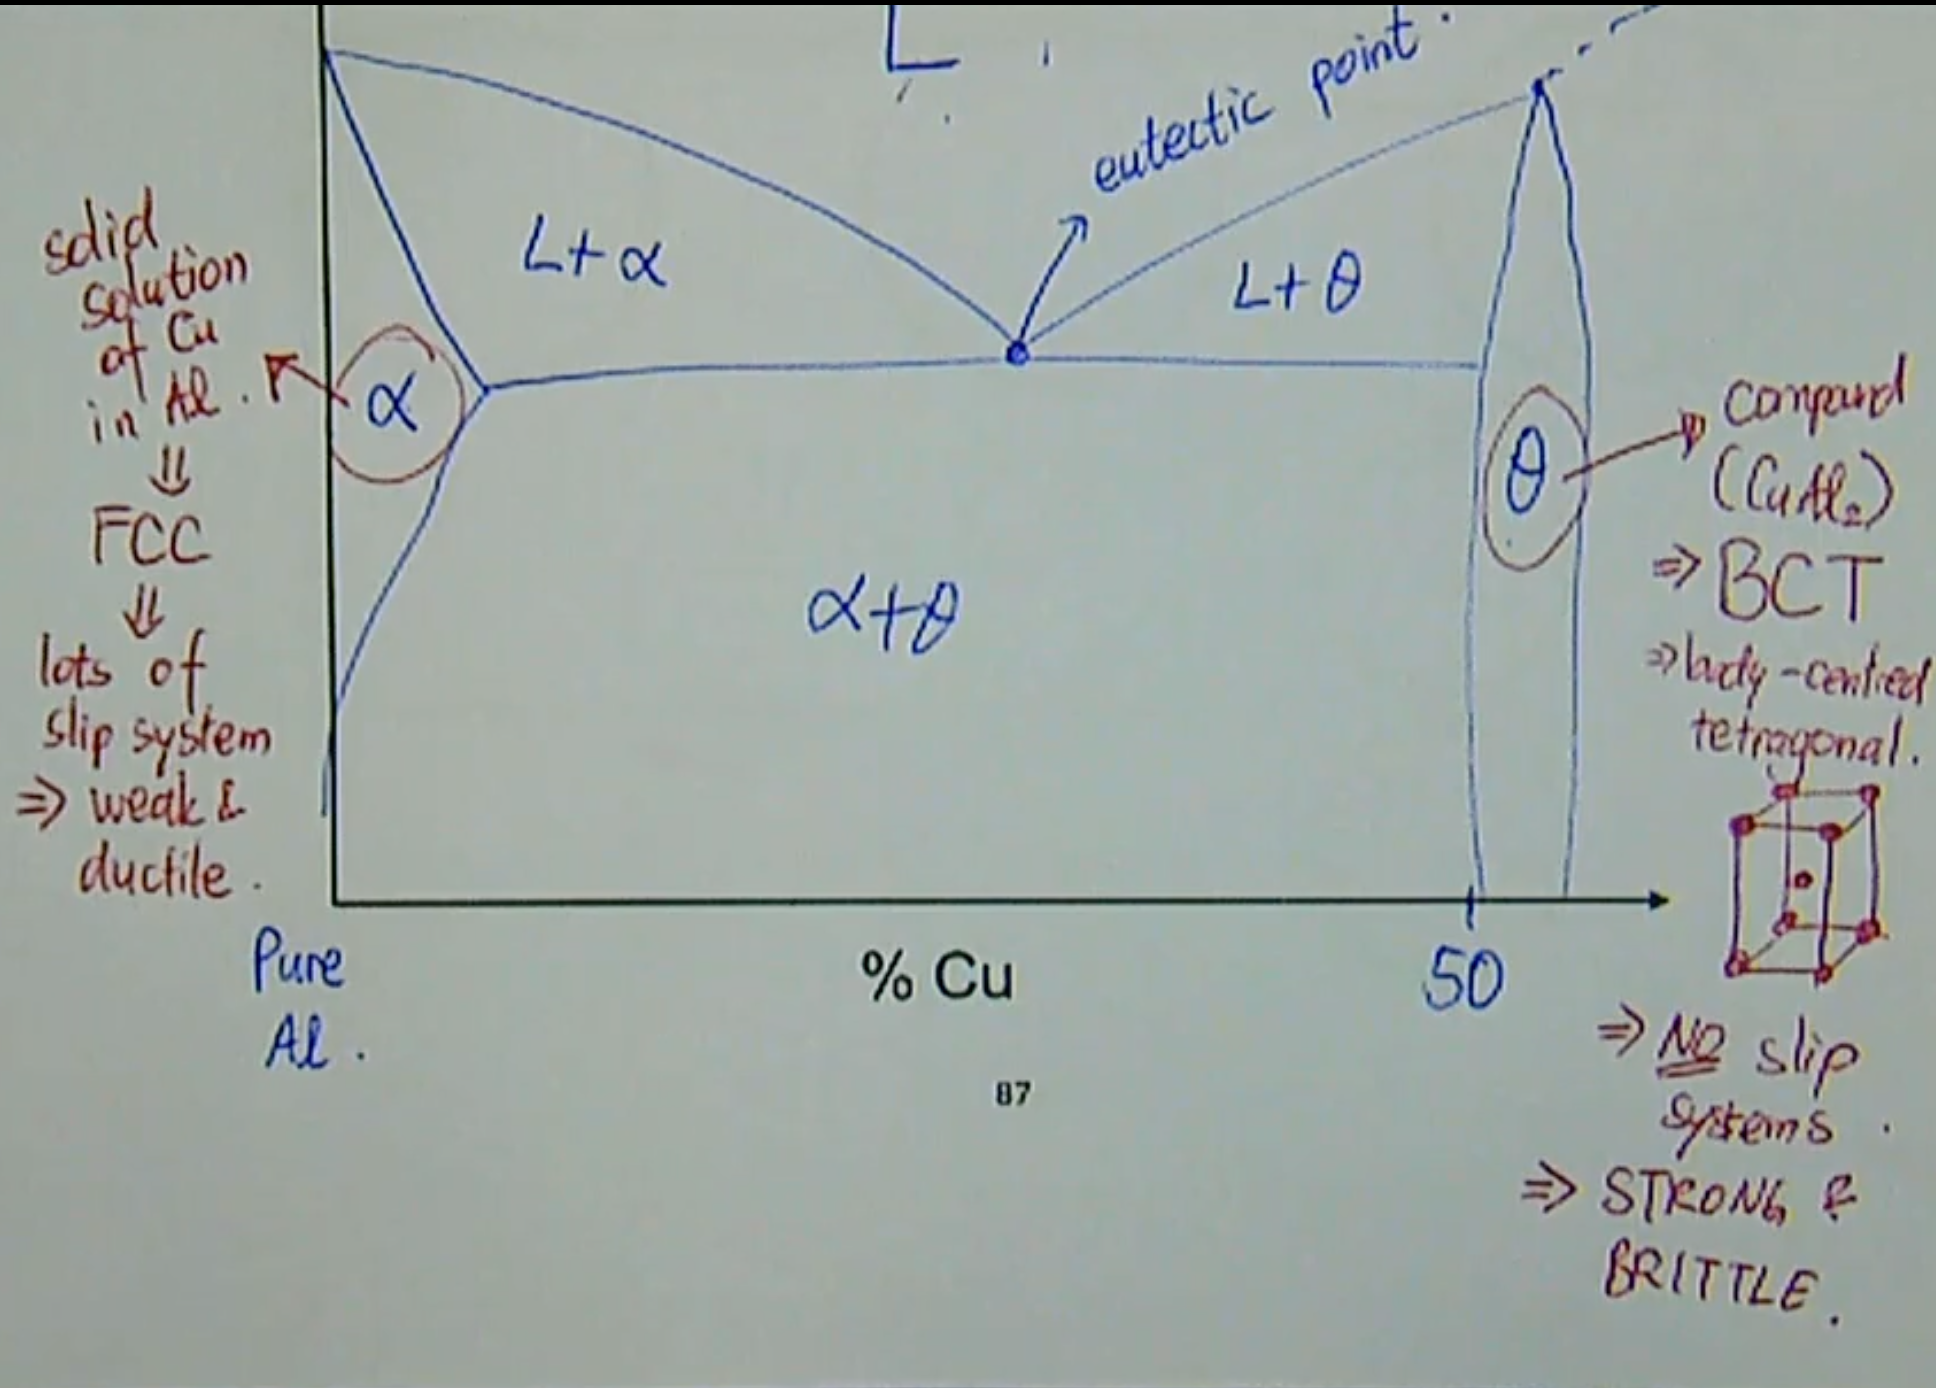 L
eutectic point.
L+α
L+θ
solid
solution
of Cu
in Al.
⇓
FCC
⇓
lots of
slip system
⇒ weak &
ductile.
α
α+θ
θ
compound
(CuAl₂)
⇒ BCT
⇒ body-centred
tetragonal.
⇒ NO slip
systems.
⇒ STRONG &
BRITTLE.
Pure
Al.
% Cu
50
87